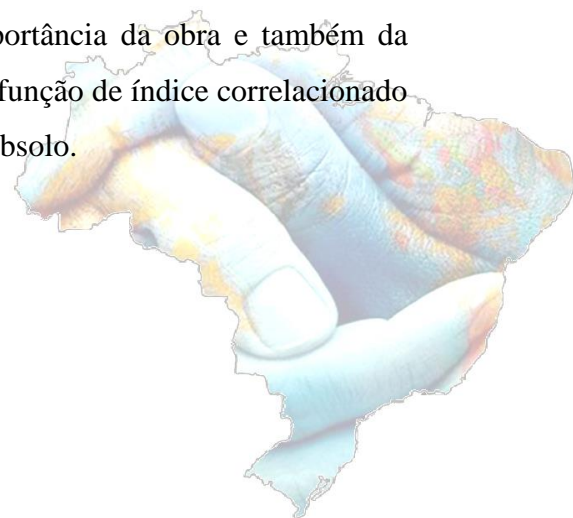 portância da obra e também da
função de índice correlacionado
bsolo.